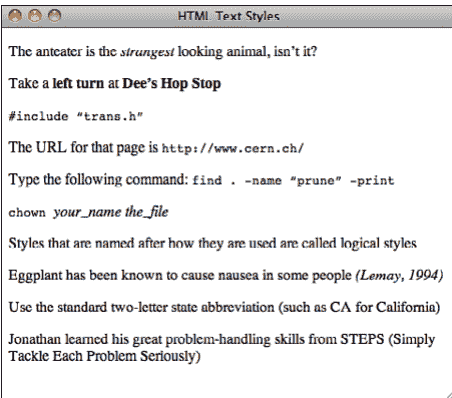 HTML Text Styles
The anteater is the strangest looking animal, isn’t it?
Take a left turn at Dee’s Hop Stop
#include “trans.h”
The URL for that page is http://www.cern.ch/
Type the following command: find . -name “prune” -print
chown your_name the_file
Styles that are named after how they are used are called logical styles
Eggplant has been known to cause nausea in some people (Lemay, 1994)
Use the standard two-letter state abbreviation (such as CA for California)
Jonathan learned his great problem-handling skills from STEPS (Simply
Tackle Each Problem Seriously)